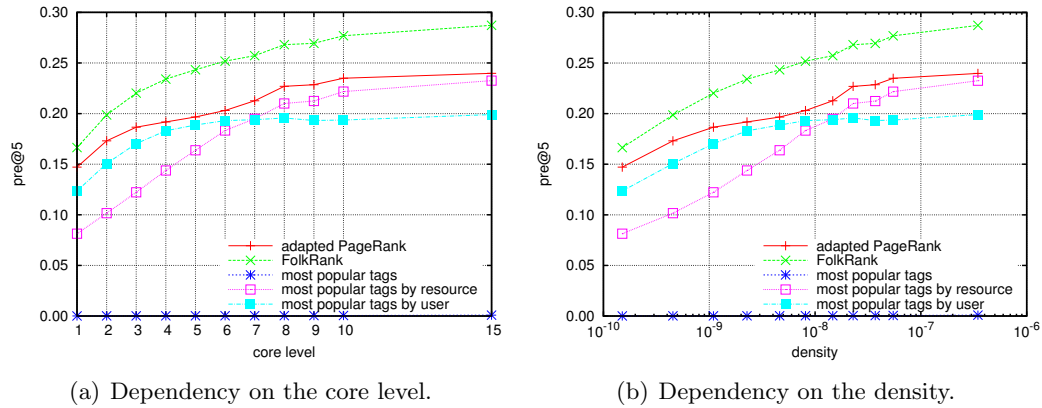 0.30
0.25
0.20
0.15
0.10
0.05
0.00
pre@5
adapted PageRank
FolkRank
most popular tags
most popular tags by resource
most popular tags by user
1 2 3 4 5 6 7 8 9 10 15
core level
(a) Dependency on the core level.
0.30
0.25
0.20
0.15
0.10
0.05
0.00
pre@5
adapted PageRank
FolkRank
most popular tags
most popular tags by resource
most popular tags by user
10⁻¹⁰ 10⁻⁹ 10⁻⁸ 10⁻⁷ 10⁻⁶
density
(b) Dependency on the density.